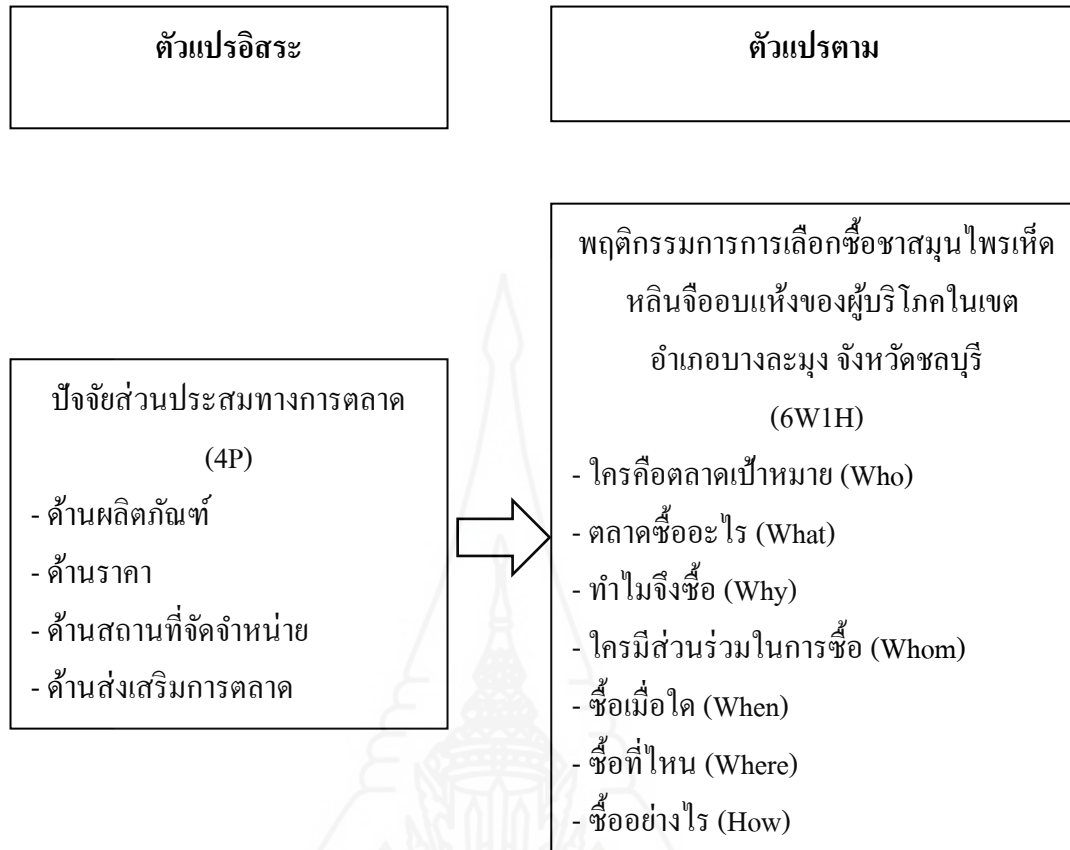 ตัวแปรอิสระ
ตัวแปรตาม
ปัจจัยส่วนประสมทางการตลาด
(4P)
- ด้านผลิตภัณฑ์
- ด้านราคา
- ด้านสถานที่จัดจำหน่าย
- ด้านส่งเสริมการตลาด
พฤติกรรมการการเลือกซื้อชาสมุนไพรเห็ด
หลินจืออบแห้งของผู้บริโภคในเขต
อำเภอบางละมุง จังหวัดชลบุรี
(6W1H)
- ใครคือตลาดเป้าหมาย (Who)
- ตลาดซื้ออะไร (What)
- ทำไมจึงซื้อ (Why)
- ใครมีส่วนร่วมในการซื้อ (Whom)
- ซื้อเมื่อใด (When)
- ซื้อที่ไหน (Where)
- ซื้ออย่างไร (How)